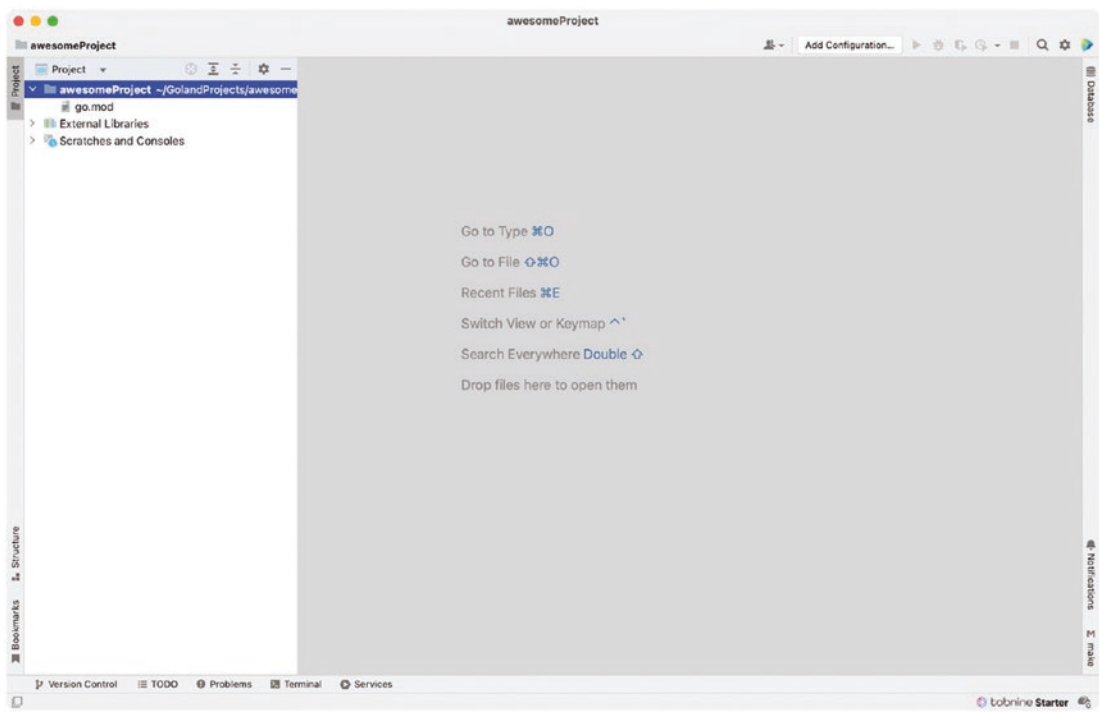 awesomeProject
awesomeProject
Add Configuration...
Project
Project
awesomeProject ~/GolandProjects/awesome
go.mod
External Libraries
Scratches and Consoles
Go to Type ⌘O
Go to File ⇧⌘O
Recent Files ⌘E
Switch View or Keymap ^`
Search Everywhere Double ⇧
Drop files here to open them
Structure
Bookmarks
Database
Notifications
M make
Version Control
TODO
Problems
Terminal
Services
tabnine Starter